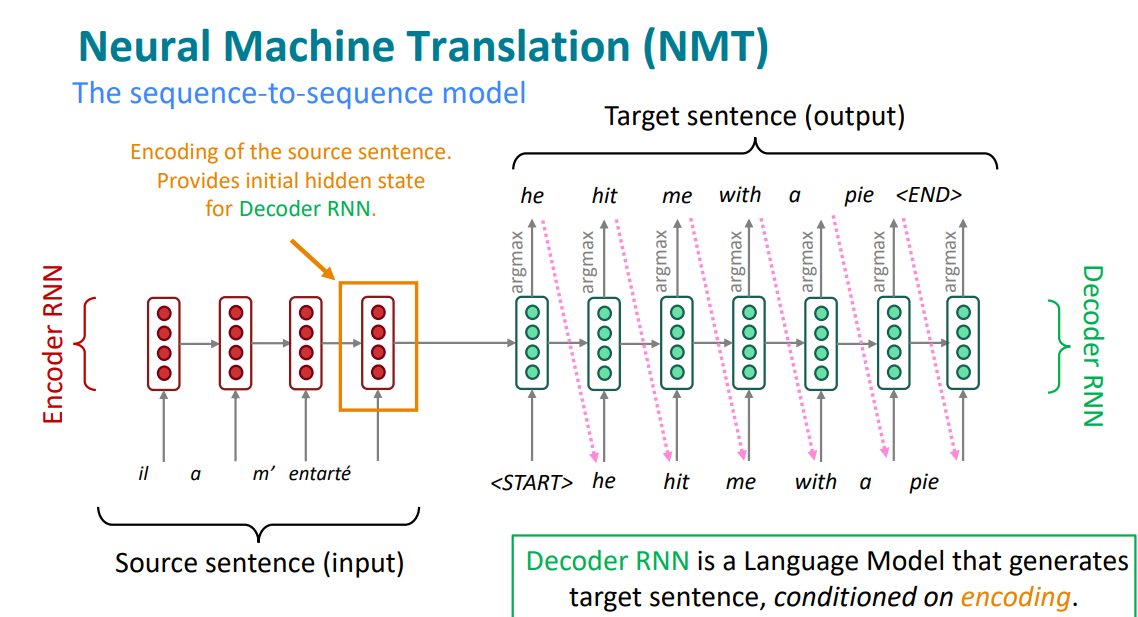 Neural Machine Translation (NMT)
The sequence-to-sequence model
Target sentence (output)
Encoding of the source sentence.
Provides initial hidden state
for Decoder RNN.
he hit me with a pie <END>
argmax argmax argmax argmax argmax argmax argmax
Encoder RNN
Decoder RNN
il a m’ entarté
<START> he hit me with a pie
Source sentence (input)
Decoder RNN is a Language Model that generates
target sentence, conditioned on encoding.